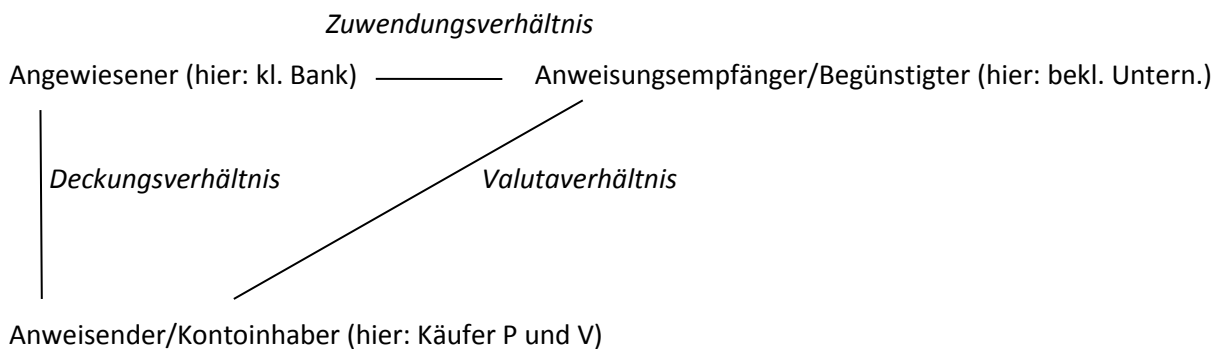 Zuwendungsverhältnis
Angewiesener (hier: kl. Bank) Anweisungsempfänger/Begünstigter (hier: bekl. Untern.)
Deckungsverhältnis Valutaverhältnis
Anweisender/Kontoinhaber (hier: Käufer P und V)